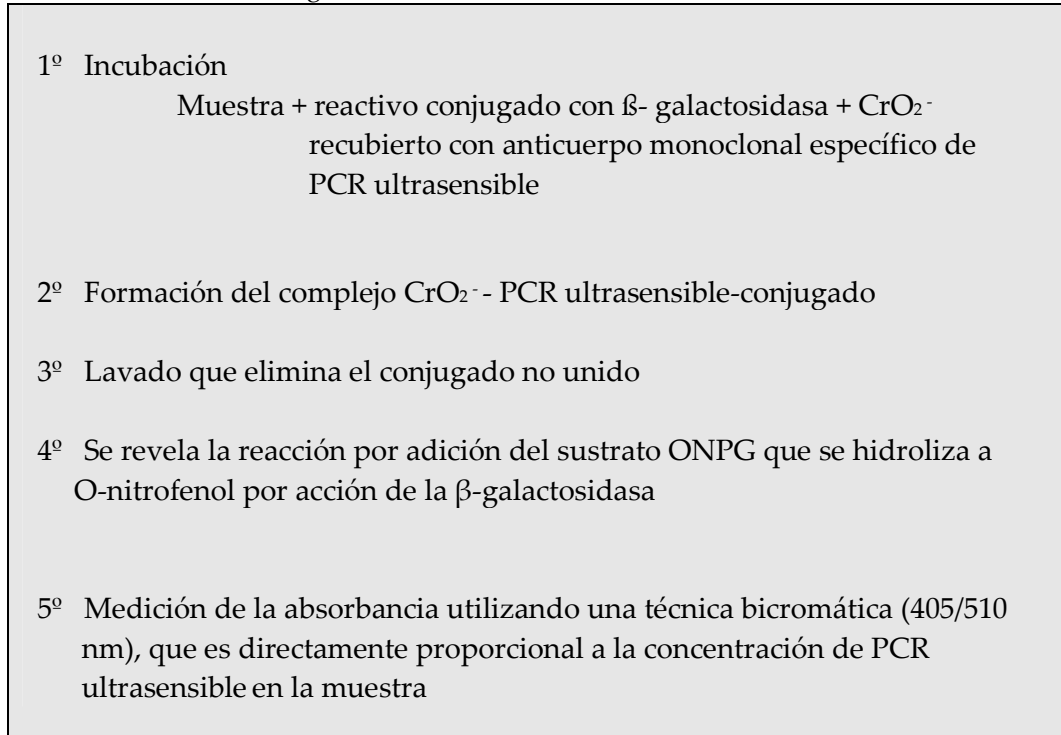 1º Incubación
Muestra + reactivo conjugado con ß- galactosidasa + CrO₂⁻
recubierto con anticuerpo monoclonal específico de
PCR ultrasensible
2º Formación del complejo CrO₂⁻ - PCR ultrasensible-conjugado
3º Lavado que elimina el conjugado no unido
4º Se revela la reacción por adición del sustrato ONPG que se hidroliza a
O-nitrofenol por acción de la β-galactosidasa
5º Medición de la absorbancia utilizando una técnica bicromática (405/510
nm), que es directamente proporcional a la concentración de PCR
ultrasensible en la muestra